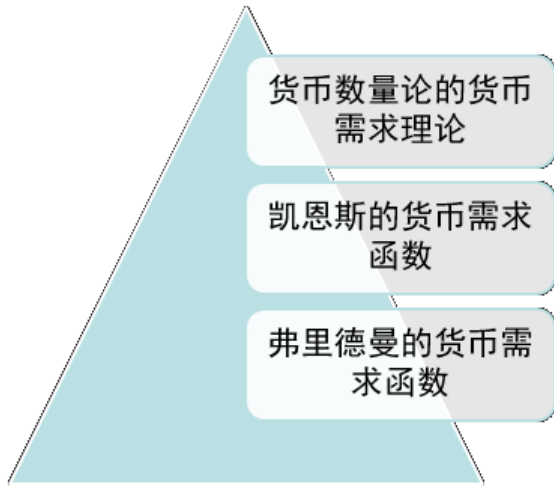 货币数量论的货币
需求理论
凯恩斯的货币需求
函数
弗里德曼的货币需
求函数